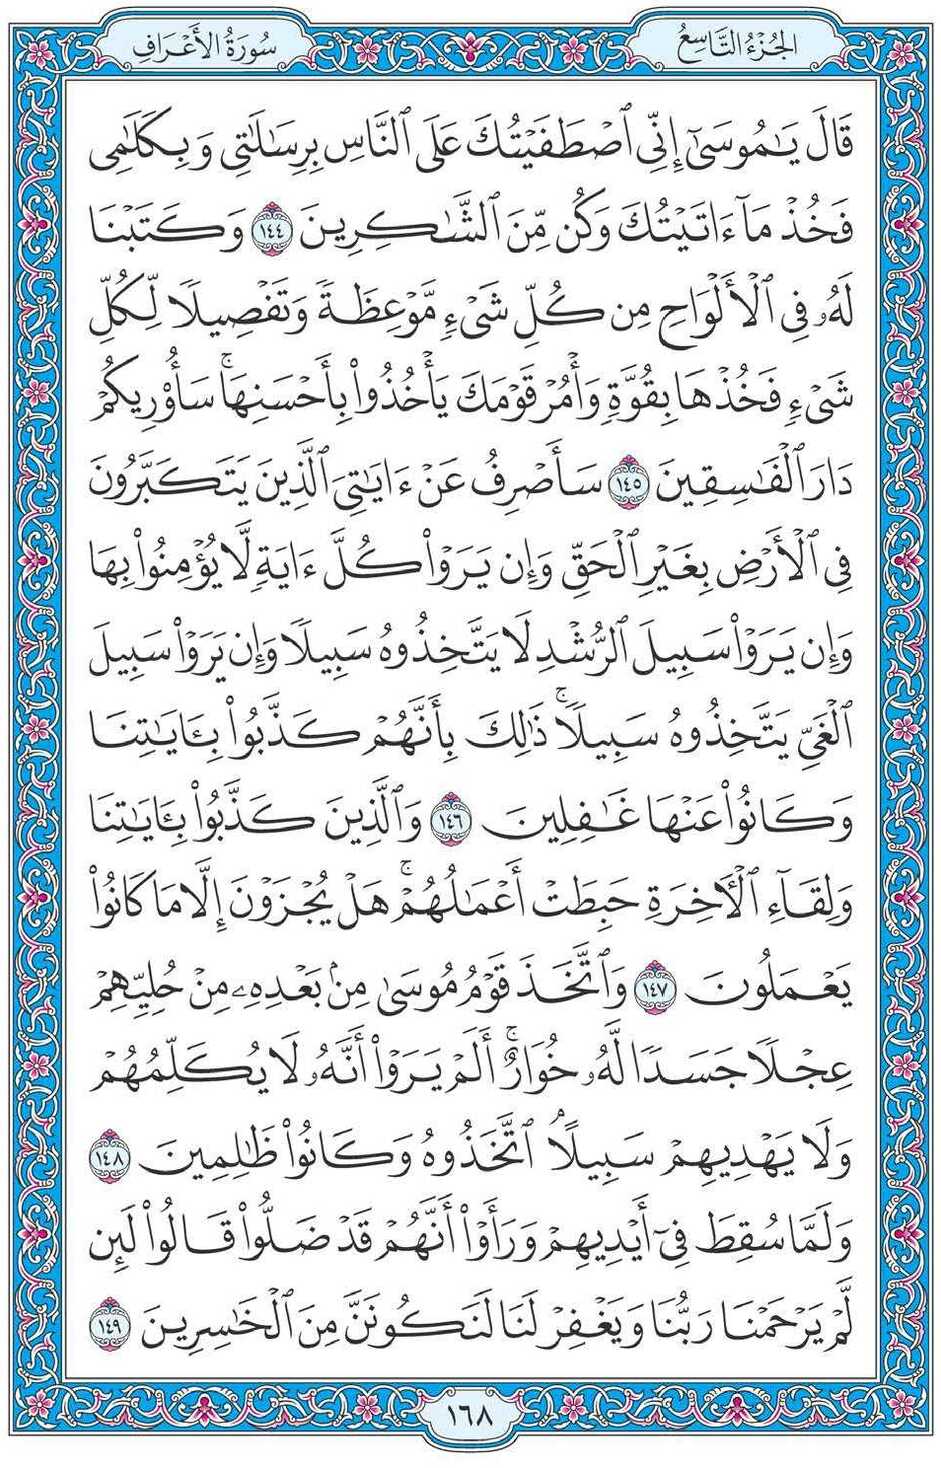 سُورَةُ الأَعْرَافِ
الجُزْءُ التَّاسِعُ
قَالَ يَٰمُوسَىٰٓ إِنِّي ٱصْطَفَيْتُكَ عَلَى ٱلنَّاسِ بِرِسَٰلَٰتِي وَبِكَلَٰمِي
فَخُذْ مَآ ءَاتَيْتُكَ وَكُن مِّنَ ٱلشَّٰكِرِينَ ١٤٤ وَكَتَبْنَا
لَهُۥ فِي ٱلْأَلْوَاحِ مِن كُلِّ شَيْءٍ مَّوْعِظَةً وَتَفْصِيلًا لِّكُلِّ
شَيْءٍ فَخُذْهَا بِقُوَّةٍ وَأْمُرْ قَوْمَكَ يَأْخُذُوا۟ بِأَحْسَنِهَاۚ سَأُو۟رِيكُمْ
دَارَ ٱلْفَٰسِقِينَ ١٤٥ سَأَصْرِفُ عَنْ ءَايَٰتِيَ ٱلَّذِينَ يَتَكَبَّرُونَ
فِي ٱلْأَرْضِ بِغَيْرِ ٱلْحَقِّ وَإِن يَرَوْا۟ كُلَّ ءَايَةٍ لَّا يُؤْمِنُوا۟ بِهَا
وَإِن يَرَوْا۟ سَبِيلَ ٱلرُّشْدِ لَا يَتَّخِذُوهُ سَبِيلًا وَإِن يَرَوْا۟ سَبِيلَ
ٱلْغَيِّ يَتَّخِذُوهُ سَبِيلًاۚ ذَٰلِكَ بِأَنَّهُمْ كَذَّبُوا۟ بِـَٔايَٰتِنَا
وَكَانُوا۟ عَنْهَا غَٰفِلِينَ ١٤٦ وَٱلَّذِينَ كَذَّبُوا۟ بِـَٔايَٰتِنَا
وَلِقَآءِ ٱلْـَٔاخِرَةِ حَبِطَتْ أَعْمَٰلُهُمْۚ هَلْ يُجْزَوْنَ إِلَّا مَا كَانُوا۟
يَعْمَلُونَ ١٤٧ وَٱتَّخَذَ قَوْمُ مُوسَىٰ مِنۢ بَعْدِهِۦ مِنْ حُلِيِّهِمْ
عِجْلًا جَسَدًا لَّهُۥ خُوَارٌۚ أَلَمْ يَرَوْا۟ أَنَّهُۥ لَا يُكَلِّمُهُمْ
وَلَا يَهْدِيهِمْ سَبِيلًاۘ ٱتَّخَذُوهُ وَكَانُوا۟ ظَٰلِمِينَ ١٤٨
وَلَمَّا سُقِطَ فِيٓ أَيْدِيهِمْ وَرَأَوْا۟ أَنَّهُمْ قَدْ ضَلُّوا۟ قَالُوا۟ لَئِن
لَّمْ يَرْحَمْنَا رَبُّنَا وَيَغْفِرْ لَنَا لَنَكُونَنَّ مِنَ ٱلْخَٰسِرِينَ ١٤٩
١٦٨